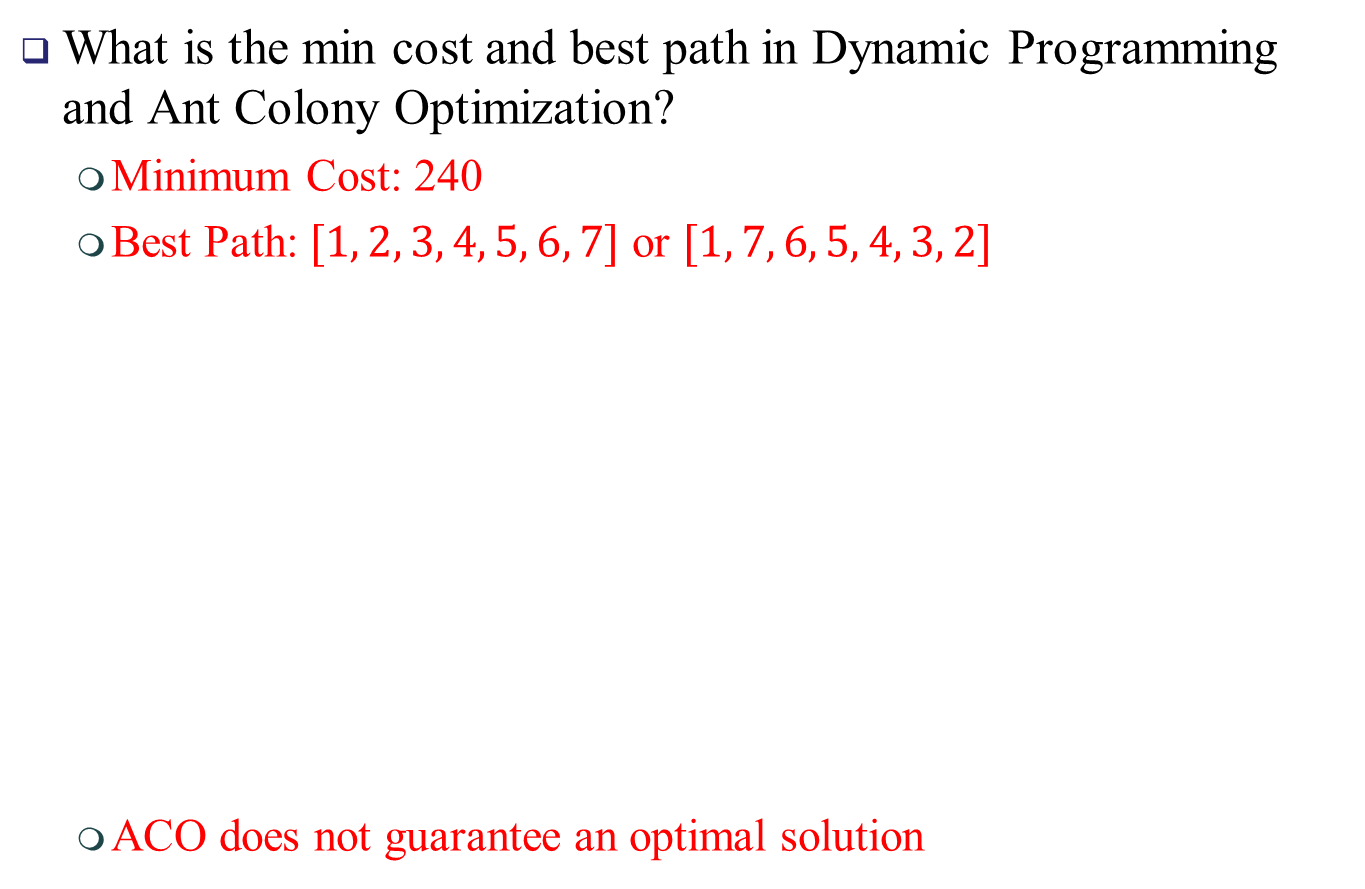 What is the min cost and best path in Dynamic Programming
and Ant Colony Optimization?
Minimum Cost: 240
Best Path: [1, 2, 3, 4, 5, 6, 7] or [1, 7, 6, 5, 4, 3, 2]
ACO does not guarantee an optimal solution